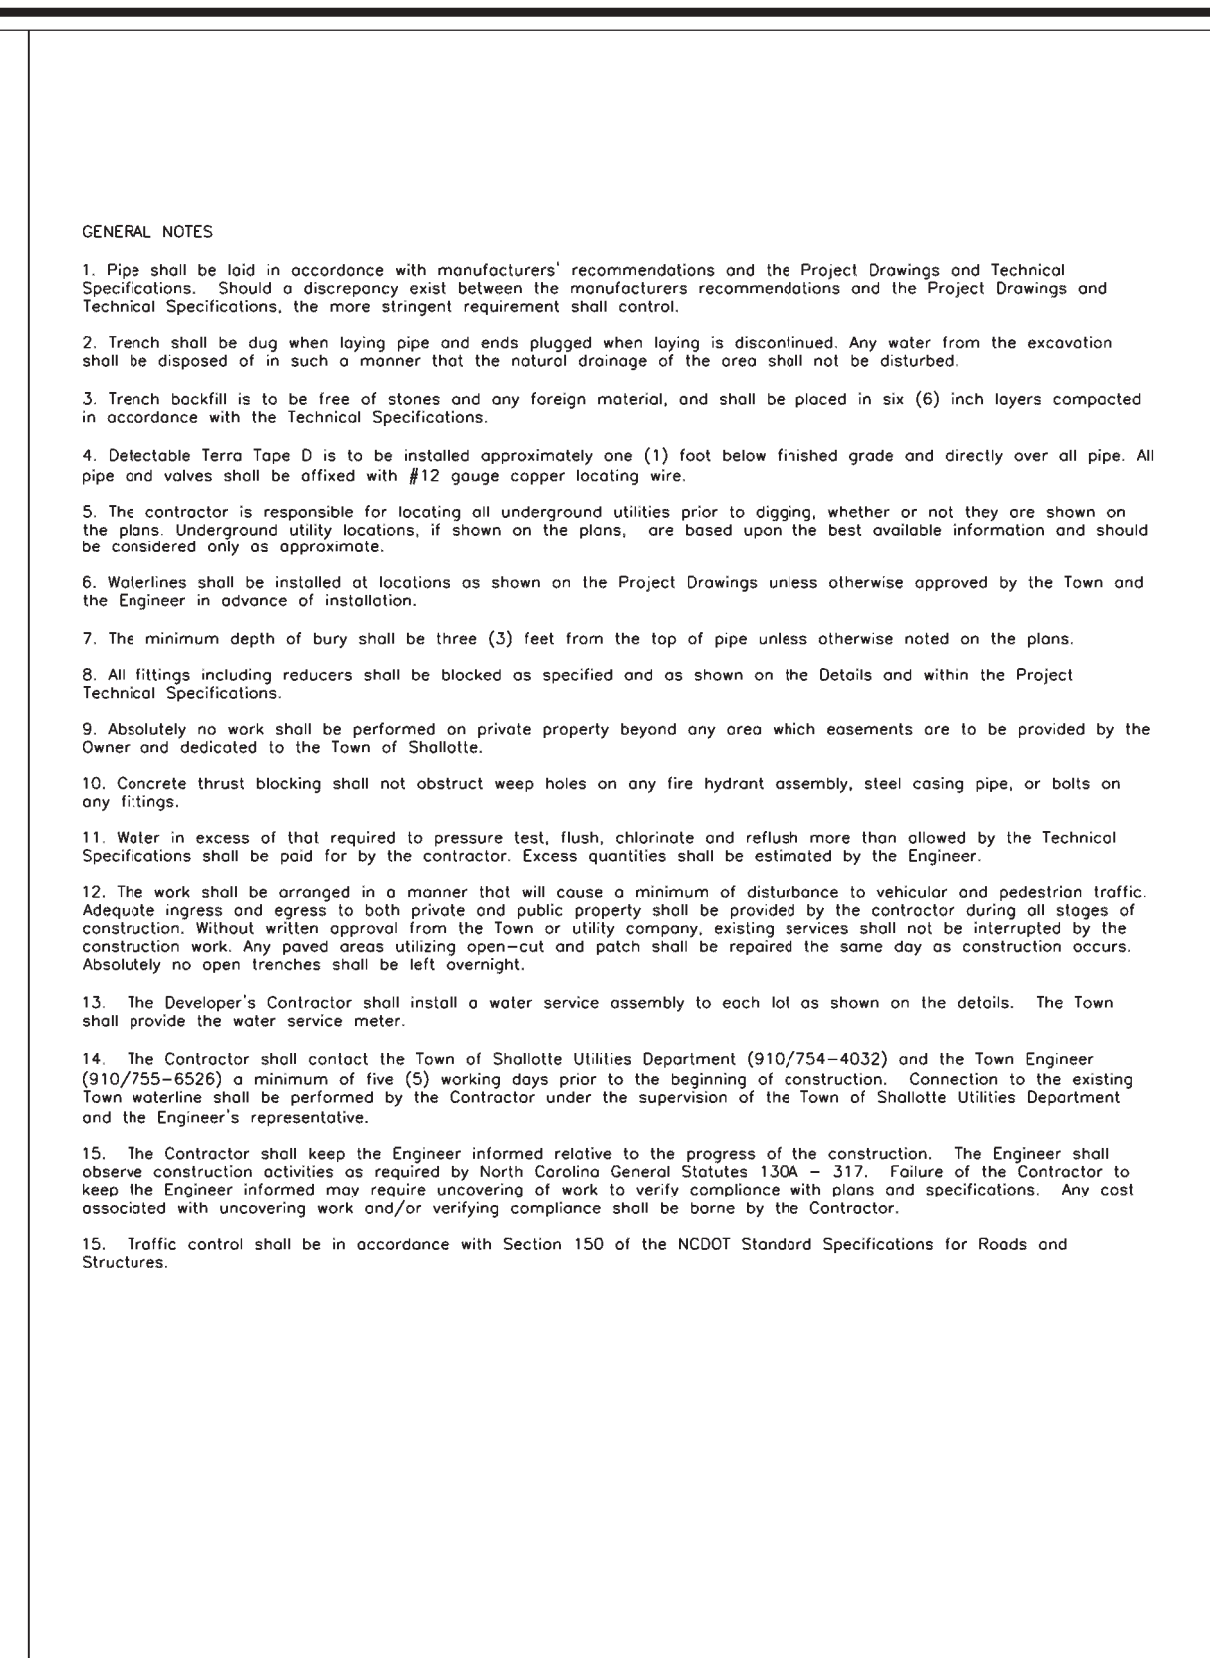 GENERAL NOTES
1. Pipe shall be laid in accordance with manufacturers' recommendations and the Project Drawings and Technical
Specifications. Should a discrepancy exist between the manufacturers recommendations and the Project Drawings and
Technical Specifications, the more stringent requirement shall control.
2. Trench shall be dug when laying pipe and ends plugged when laying is discontinued. Any water from the excavation
shall be disposed of in such a manner that the natural drainage of the area shall not be disturbed.
3. Trench backfill is to be free of stones and any foreign material, and shall be placed in six (6) inch layers compacted
in accordance with the Technical Specifications.
4. Detectable Terra Tape D is to be installed approximately one (1) foot below finished grade and directly over all pipe. All
pipe and valves shall be affixed with #12 gauge copper locating wire.
5. The contractor is responsible for locating all underground utilities prior to digging, whether or not they are shown on
the plans. Underground utility locations, if shown on the plans, are based upon the best available information and should
be considered only as approximate.
6. Waterlines shall be installed at locations as shown on the Project Drawings unless otherwise approved by the Town and
the Engineer in advance of installation.
7. The minimum depth of bury shall be three (3) feet from the top of pipe unless otherwise noted on the plans.
8. All fittings including reducers shall be blocked as specified and as shown on the Details and within the Project
Technical Specifications.
9. Absolutely no work shall be performed on private property beyond any area which easements are to be provided by the
Owner and dedicated to the Town of Shallotte.
10. Concrete thrust blocking shall not obstruct weep holes on any fire hydrant assembly, steel casing pipe, or bolts on
any fittings.
11. Water in excess of that required to pressure test, flush, chlorinate and reflush more than allowed by the Technical
Specifications shall be paid for by the contractor. Excess quantities shall be estimated by the Engineer.
12. The work shall be arranged in a manner that will cause a minimum of disturbance to vehicular and pedestrian traffic.
Adequate ingress and egress to both private and public property shall be provided by the contractor during all stages of
construction. Without written approval from the Town or utility company, existing services shall not be interrupted by the
construction work. Any paved areas utilizing open-cut and patch shall be repaired the same day as construction occurs.
Absolutely no open trenches shall be left overnight.
13. The Developer's Contractor shall install a water service assembly to each lot as shown on the details. The Town
shall provide the water service meter.
14. The Contractor shall contact the Town of Shallotte Utilities Department (910/754-4032) and the Town Engineer
(910/755-6526) a minimum of five (5) working days prior to the beginning of construction. Connection to the existing
Town waterline shall be performed by the Contractor under the supervision of the Town of Shallotte Utilities Department
and the Engineer's representative.
15. The Contractor shall keep the Engineer informed relative to the progress of the construction. The Engineer shall
observe construction activities as required by North Carolina General Statutes 130A - 317. Failure of the Contractor to
keep the Engineer informed may require uncovering of work to verify compliance with plans and specifications. Any cost
associated with uncovering work and/or verifying compliance shall be borne by the Contractor.
15. Traffic control shall be in accordance with Section 150 of the NCDOT Standard Specifications for Roads and
Structures.